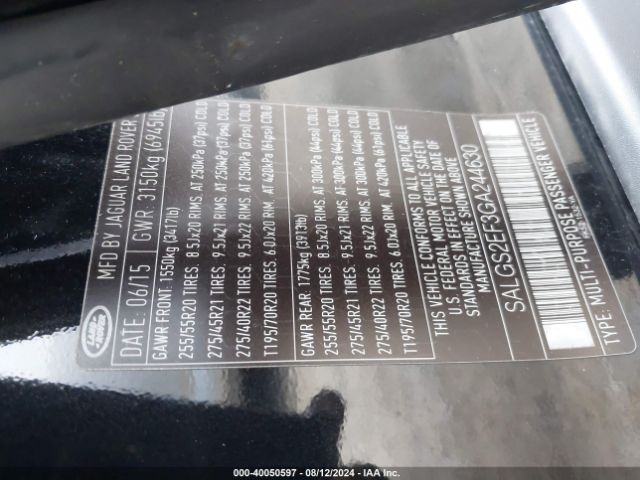 MFD BY JAGUAR LAND ROVER
DATE: 06/15 GWR. 3150kg (6945lb
GAWR FRONT: 1550kg (3417lb)
255/55R20 TIRES: 8.5Jx20 RIMS. AT 250kPa (37psi) COLD
275/45R21 TIRES: 9.5Jx21 RIMS. AT 250kPa (37psi) COLD
275/40R22 TIRES: 9.5Jx22 RIMS. AT 250kPa (37psi) COLD
T195/70R20 TIRES: 6.0Jx20 RIM. AT 420kPa (61psi) COLD
GAWR REAR: 1775kg (3913lb)
255/55R20 TIRES: 8.5Jx20 RIMS. AT 300kPa (44psi) COLD
275/45R21 TIRES: 9.5Jx21 RIMS. AT 300kPa (44psi) COLD
275/40R22 TIRES: 9.5Jx22 RIMS. AT 300kPa (44psi) COLD
T195/70R20 TIRES: 6.0Jx20 RIM. AT 420kPa (61psi) COLD
THIS VEHICLE CONFORMS TO ALL APPLICABLE
U.S. FEDERAL MOTOR VEHICLE SAFETY
STANDARDS IN EFFECT ON THE DATE OF
MANUFACTURE SHOWN ABOVE.
SALGS2EF3GA244630
TYPE: MULTI-PURPOSE PASSENGER VEHICLE
LAND ROVER
000-40050597 - 08/12/2024 - IAAI.com